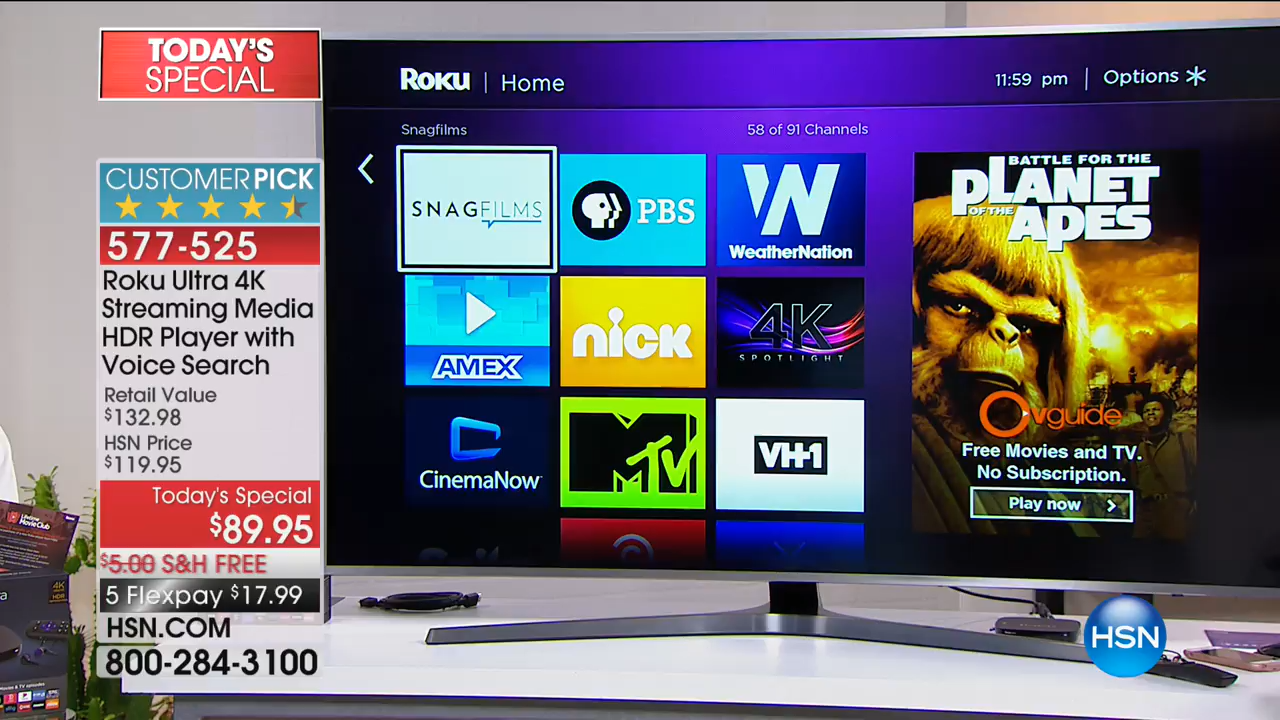 TODAY'S
SPECIAL
CUSTOMER PICK
577-525
Roku Ultra 4K
Streaming Media
HDR Player with
Voice Search
Retail Value
$132.98
HSN Price
$119.95
Today's Special
$89.95
$5.00 S&H FREE
5 Flexpay $17.99
HSN.COM
800-284-3100
ROKU | Home
11:59 pm | Options
Snagfilms
58 of 91 Channels
SNAGFILMS
PBS
W
WeatherNation
AMEX
nick
4K
SPOTLIGHT
CinemaNow
MTV
VH1
BATTLE FOR THE
PLANET
OF THE
APES
OVguide
Free Movies and TV.
No Subscription.
Play now >
HSN
MovieClub
4K
HDR